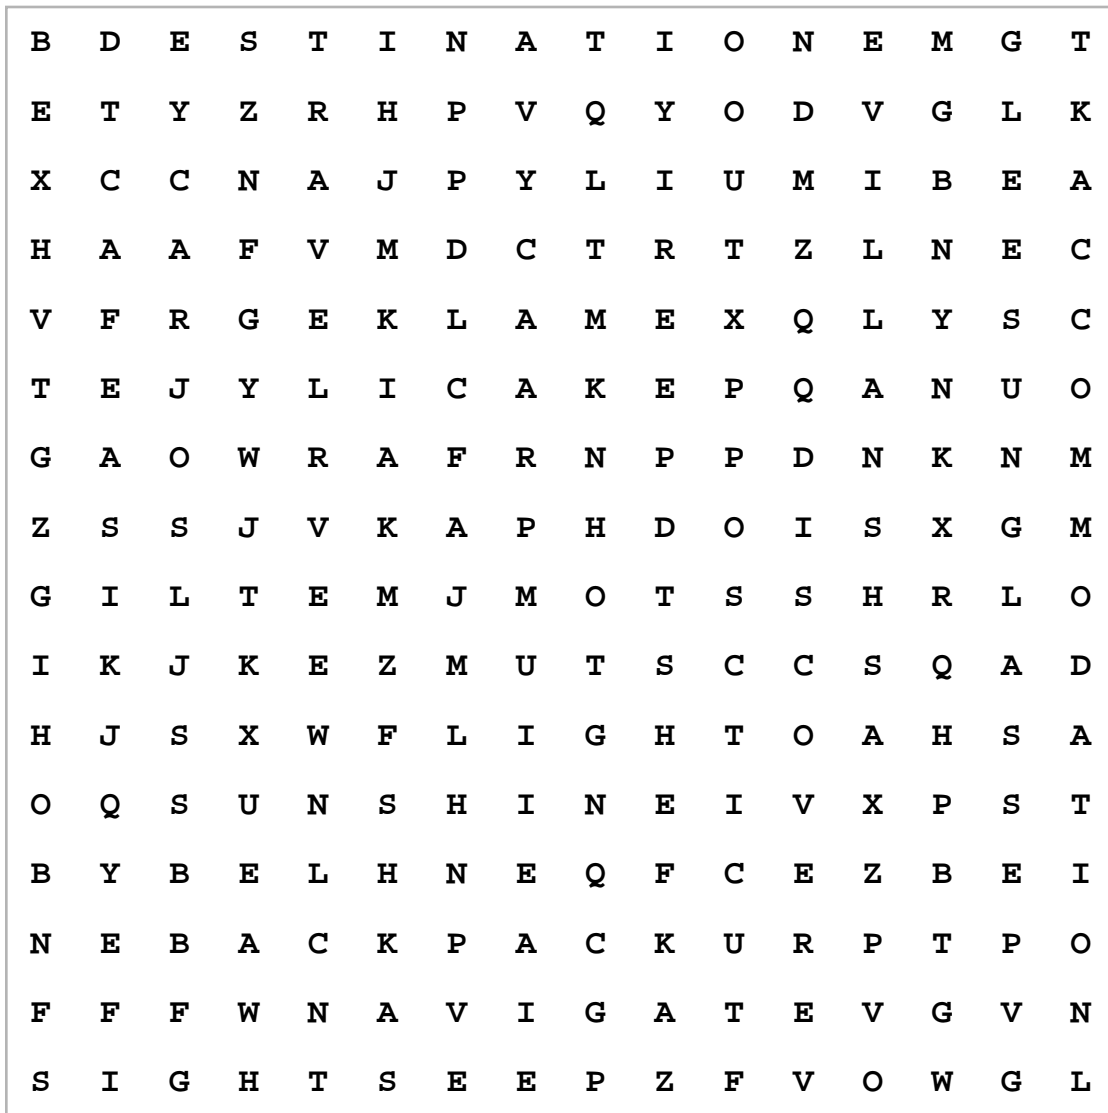 B D E S T I N A T I O N E M G T
E T Y Z R H P V Q Y O D V G L K
X C C N A J P Y L I U M I B E A
H A A F V M D C T R T Z L N E C
V F R G E K L A M E X Q L Y S C
T E J Y L I C A K E P Q A N U O
G A O W R A F R N P P D N K N M
Z S S J V K A P H D O I S X G M
G I L T E M J M O T S S H R L O
I K J K E Z M U T S C C S Q A D
H J S X W F L I G H T O A H S A
O Q S U N S H I N E I V X P S T
B Y B E L H N E Q F C E Z B E I
N E B A C K P A C K U R P T P O
F F F W N A V I G A T E V G V N
S I G H T S E E P Z F V O W G L